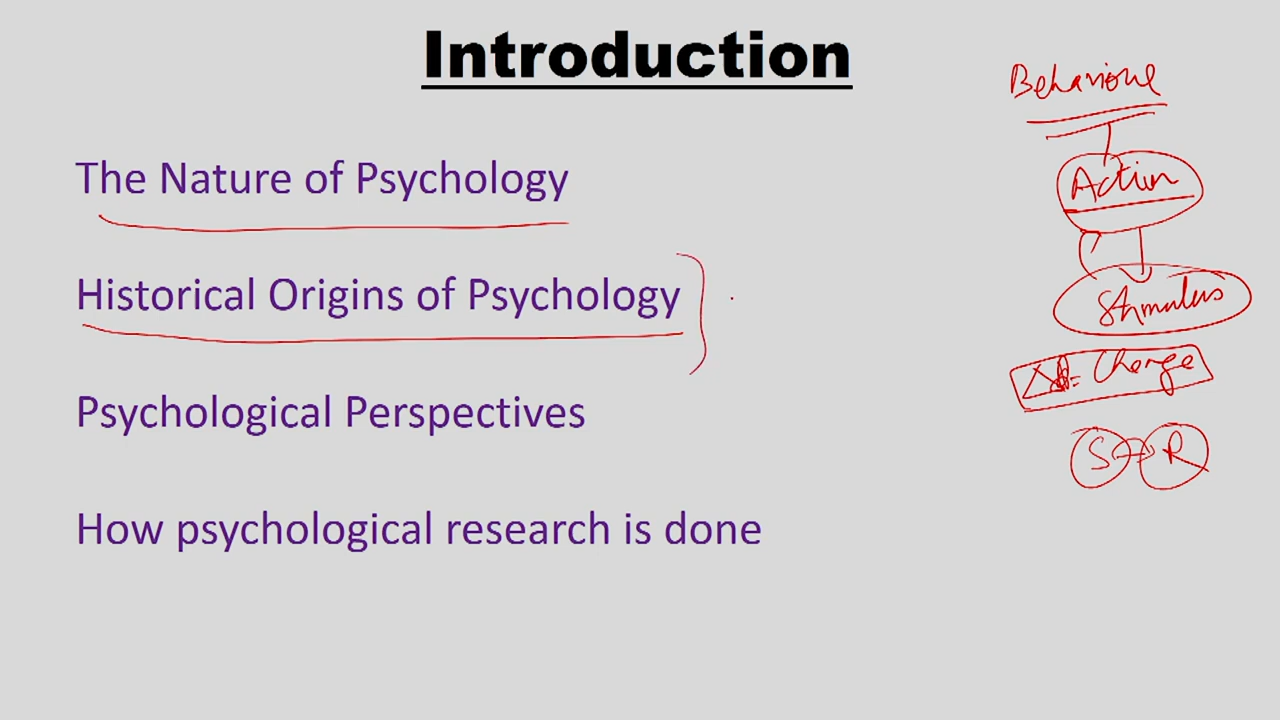 Introduction
The Nature of Psychology
Historical Origins of Psychology
Psychological Perspectives
How psychological research is done
Behaviour
Action
Stimulus
Change
S → R